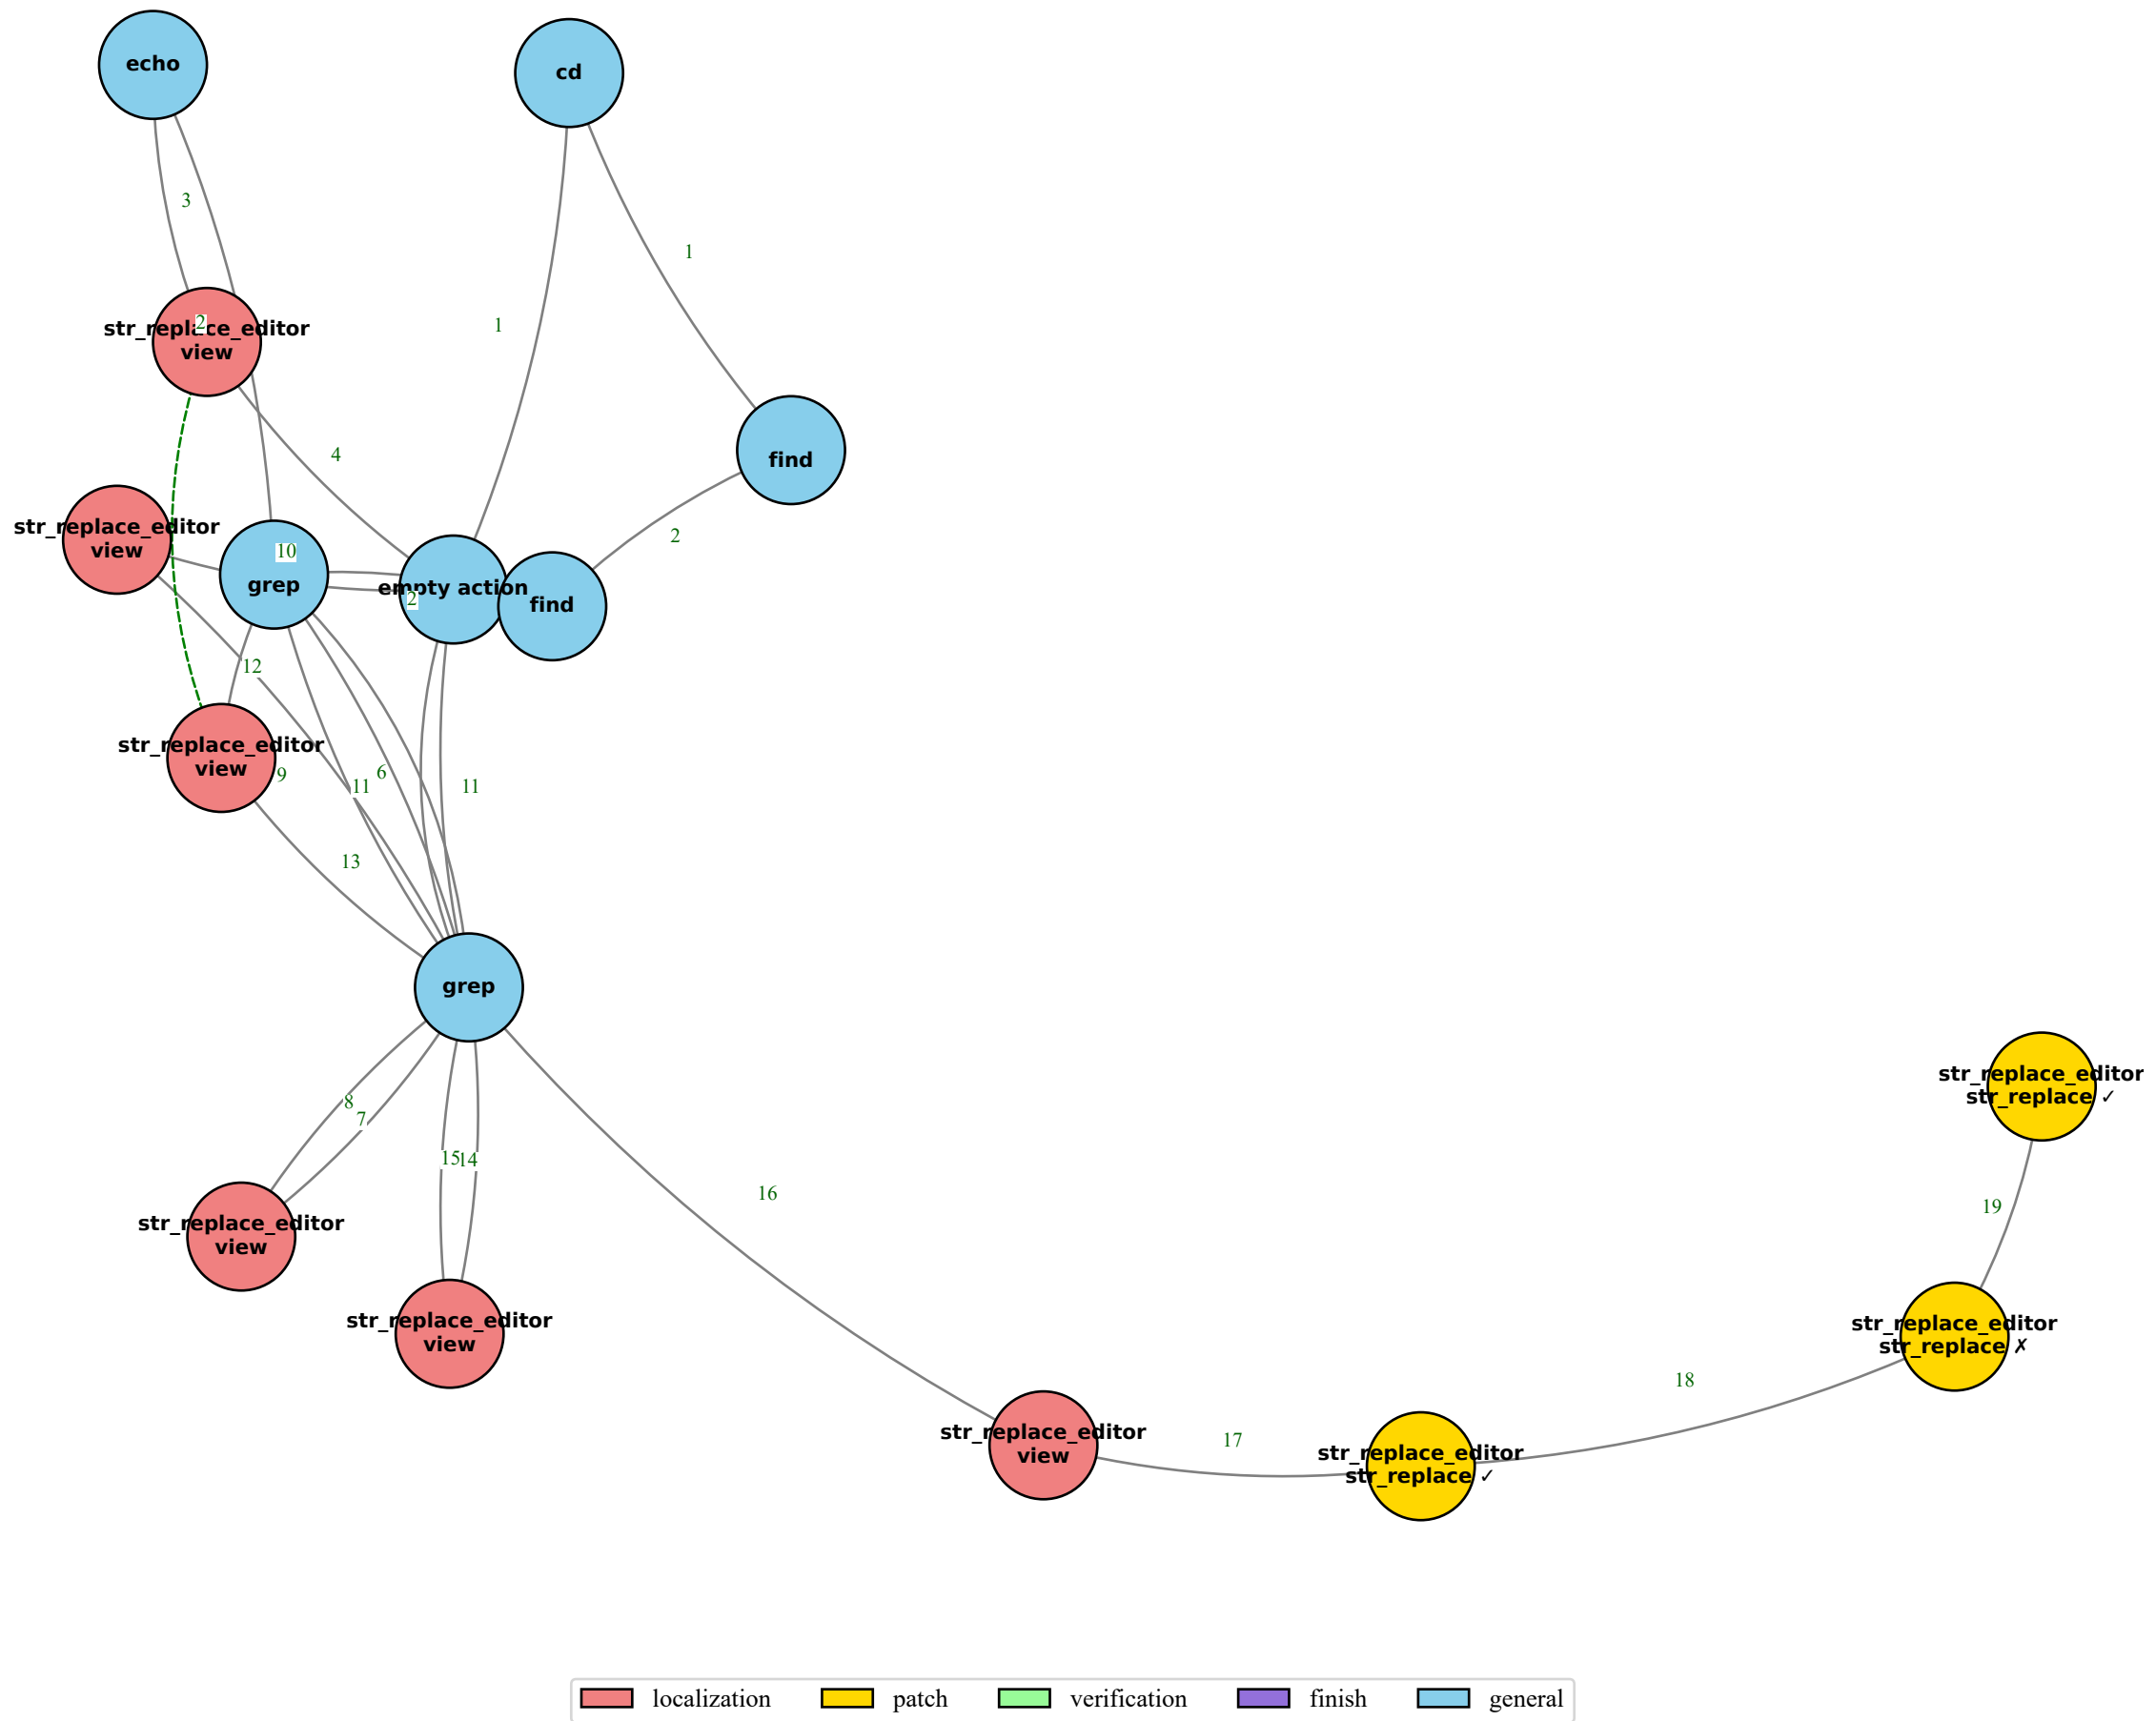 echo
cd
3
1
2
str_replace_editor
view
1
4
find
2
str_replace_editor
view
10
grep
empty action
2
find
12
str_replace_editor
view
9
11
6
11
13
grep
8
7
15
14
16
str_replace_editor
view
str_replace_editor
view
str_replace_editor
str_replace ✓
19
str_replace_editor
str_replace ✗
18
17
str_replace_editor
view
str_replace_editor
str_replace ✓
localization
patch
verification
finish
general